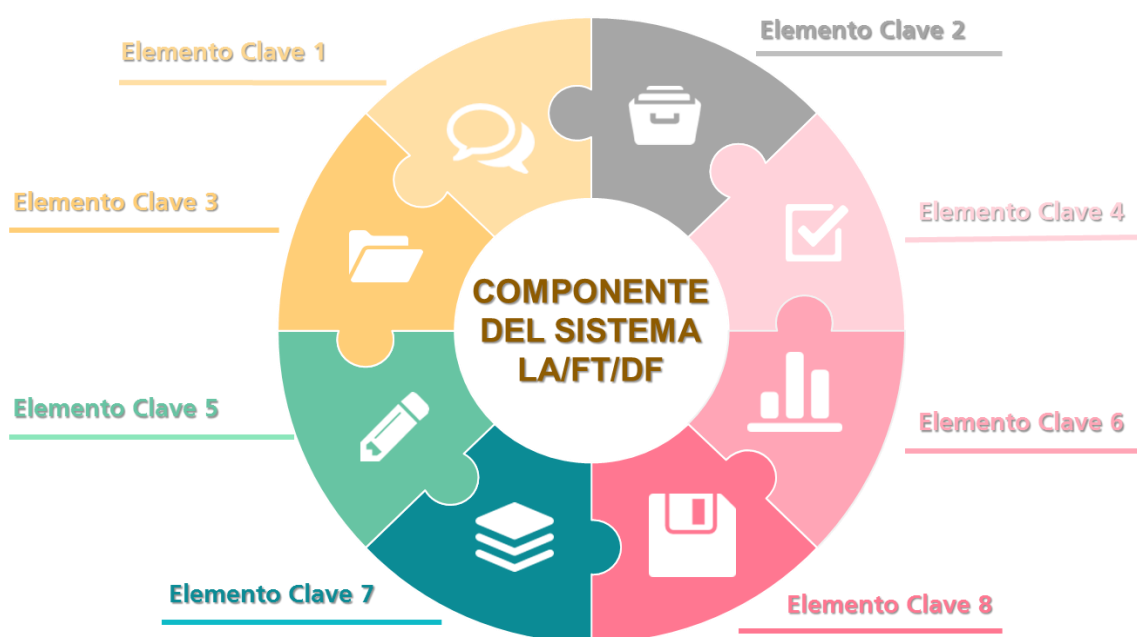 Elemento Clave 1
Elemento Clave 2
Elemento Clave 3
Elemento Clave 4
COMPONENTE
DEL SISTEMA
LA/FT/DF
Elemento Clave 5
Elemento Clave 6
Elemento Clave 7
Elemento Clave 8